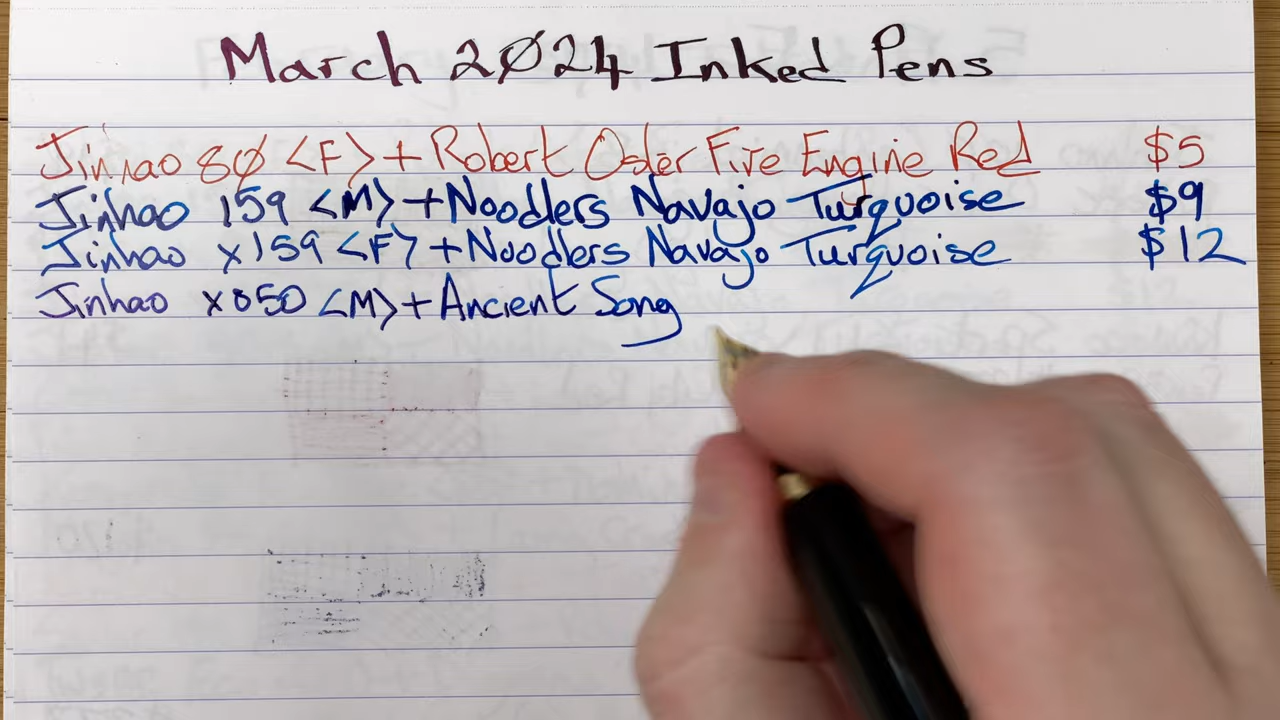 March 2024 Inked Pens
Jinhao 80 <F> + Robert Oster Fire Engine Red $5
Jinhao 159 <M> + Noodlers Navajo Turquoise $9
Jinhao x159 <F> + Noodlers Navajo Turquoise $12
Jinhao x850 <M> + Ancient Song